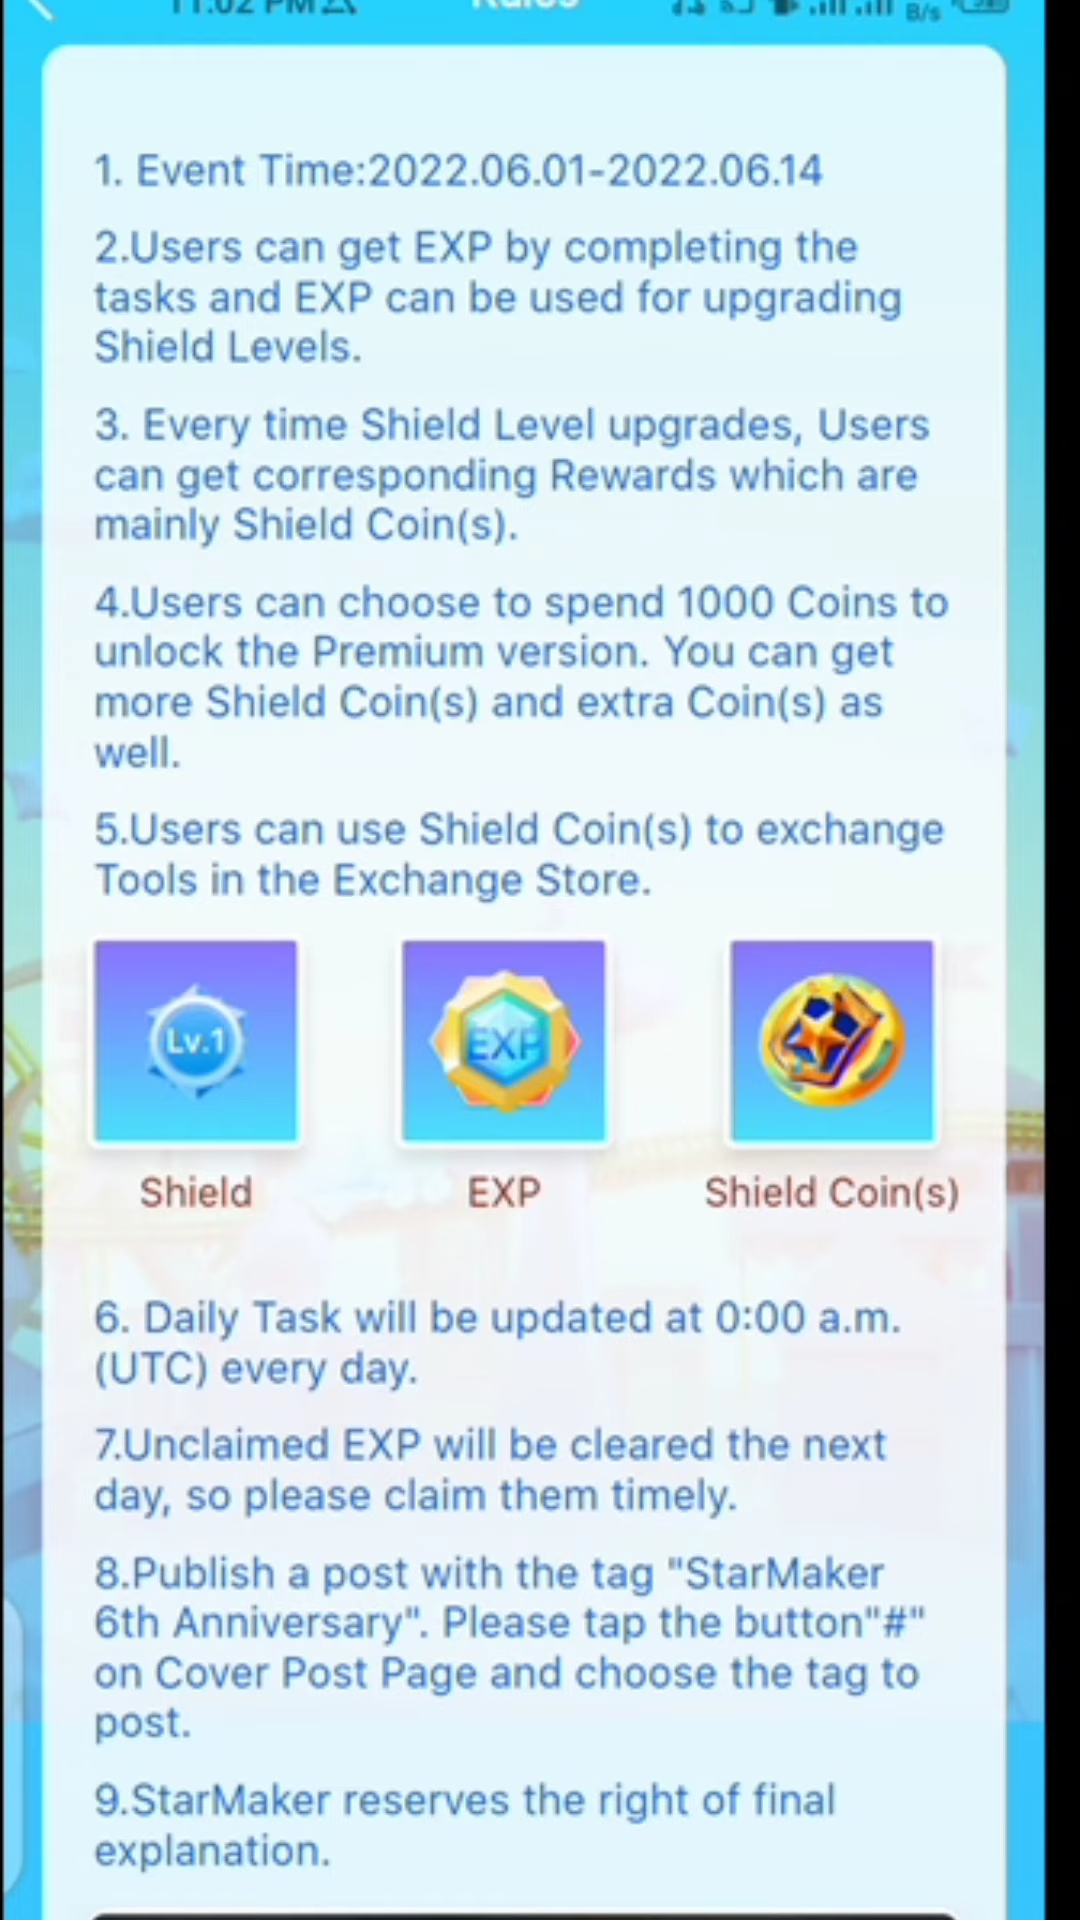 11:02 PM
Rules
B/s
1. Event Time:2022.06.01-2022.06.14
2.Users can get EXP by completing the
tasks and EXP can be used for upgrading
Shield Levels.
3. Every time Shield Level upgrades, Users
can get corresponding Rewards which are
mainly Shield Coin(s).
4.Users can choose to spend 1000 Coins to
unlock the Premium version. You can get
more Shield Coin(s) and extra Coin(s) as
well.
5.Users can use Shield Coin(s) to exchange
Tools in the Exchange Store.
Lv.1
EXP
Shield
EXP
Shield Coin(s)
6. Daily Task will be updated at 0:00 a.m.
(UTC) every day.
7.Unclaimed EXP will be cleared the next
day, so please claim them timely.
8.Publish a post with the tag "StarMaker
6th Anniversary". Please tap the button"#"
on Cover Post Page and choose the tag to
post.
9.StarMaker reserves the right of final
explanation.